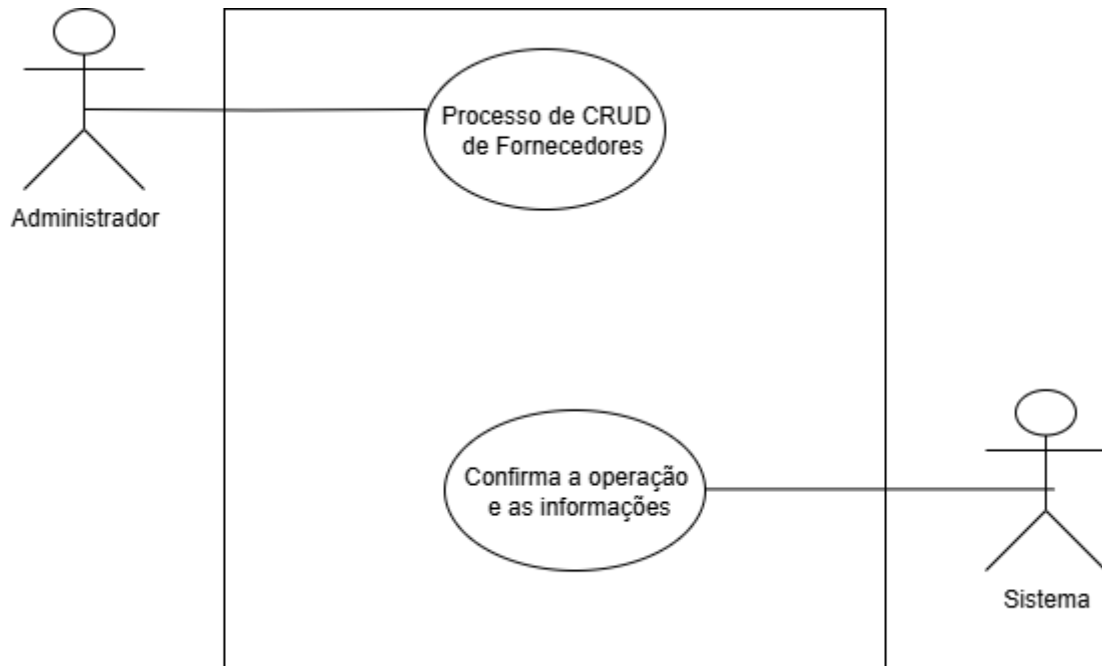 Processo de CRUD
de Fornecedores
Administrador
Confirma a operação
e as informações
Sistema